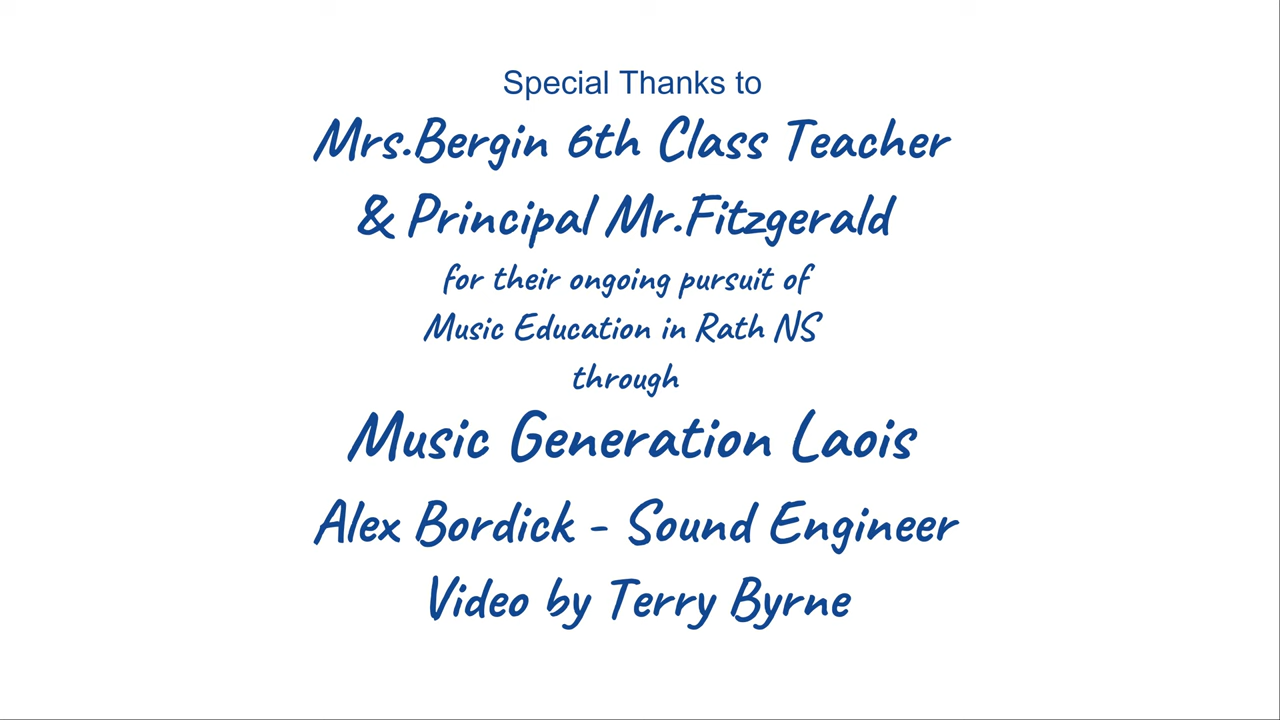 Special Thanks to
Mrs.Bergin 6th Class Teacher
& Principal Mr.Fitzgerald
for their ongoing pursuit of
Music Education in Rath NS
through
Music Generation Laois
Alex Bordick - Sound Engineer
Video by Terry Byrne